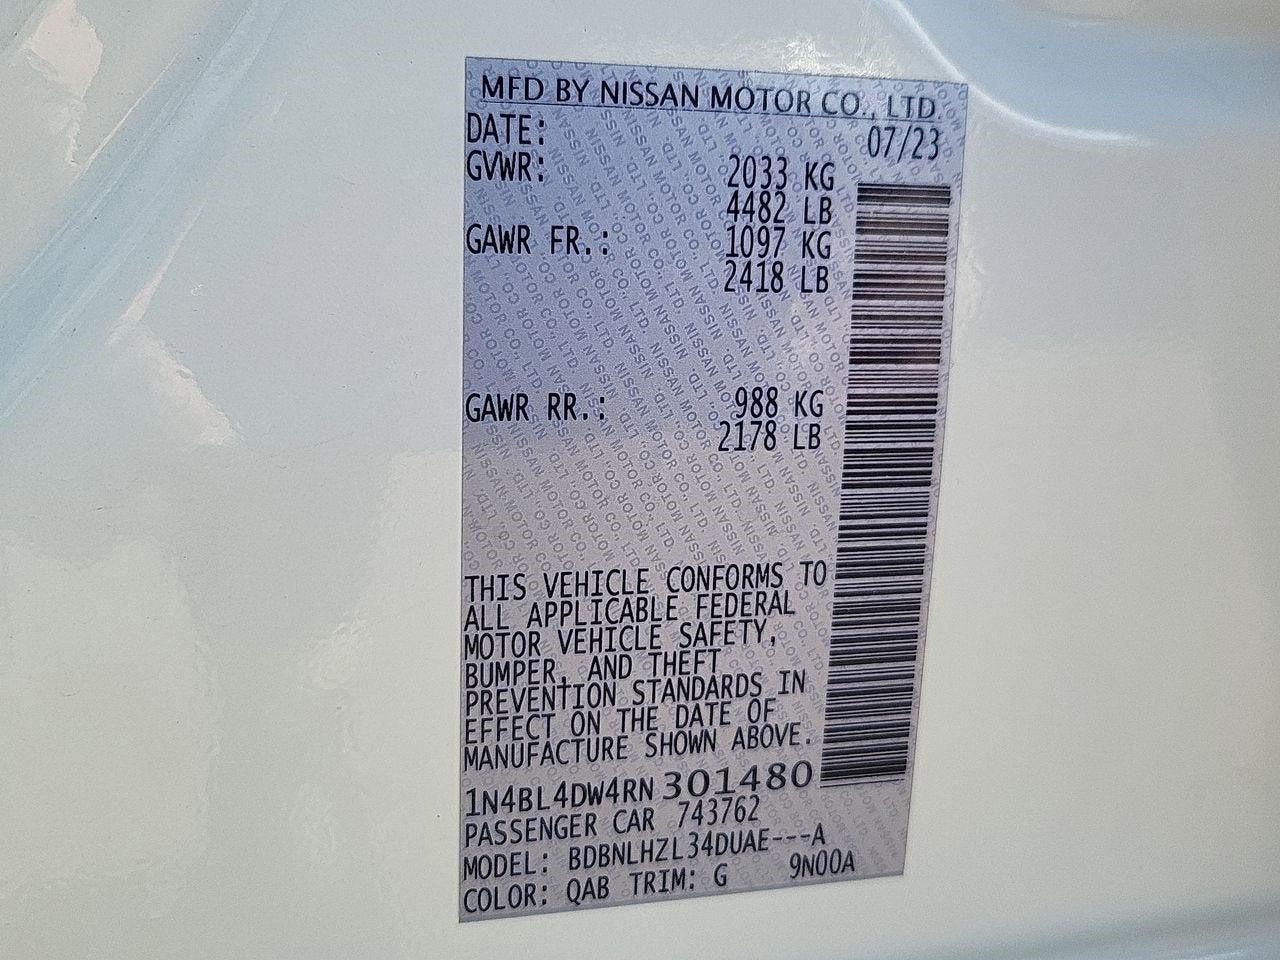 MFD BY NISSAN MOTOR CO., LTD.
DATE: 07/23
GVWR: 2033 KG
4482 LB
GAWR FR.: 1097 KG
2418 LB
GAWR RR.: 988 KG
2178 LB
THIS VEHICLE CONFORMS TO
ALL APPLICABLE FEDERAL
MOTOR VEHICLE SAFETY,
BUMPER, AND THEFT
PREVENTION STANDARDS IN
EFFECT ON THE DATE OF
MANUFACTURE SHOWN ABOVE.
1N4BL4DW4RN301480
PASSENGER CAR 743762
MODEL: BDBNLHZL34DUAE---A
COLOR: QAB TRIM: G 9N00A